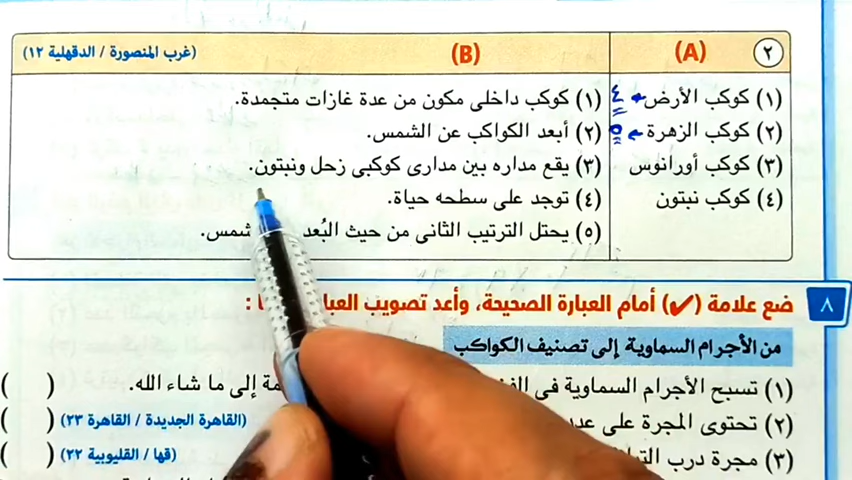 ٢ (A) (B) (غرب المنصورة / الدقهلية ١٢)
(١) كوكب الأرض ٤ (١) كوكب داخلى مكون من عدة غازات متجمدة.
(٢) كوكب الزهرة ٥ (٢) أبعد الكواكب عن الشمس.
(٣) كوكب أورانوس (٣) يقع مداره بين مدارى كوكبى زحل ونبتون.
(٤) كوكب نبتون (٤) توجد على سطحه حياة.
(٥) يحتل الترتيب الثانى من حيث البُعد شمس.
٨ ضع علامة (✓) أمام العبارة الصحيحة، وأعد تصويب
من الأجرام السماوية إلى تصنيف الكواكب
(١) تسبح الأجرام السماوية فى إلى ما شاء الله. ( )
(٢) تحتوى المجرة على (القاهرة الجديدة / القاهرة ٢٣) ( )
(٣) مجرة درب (قها / القليوبية ٢٢) ( )